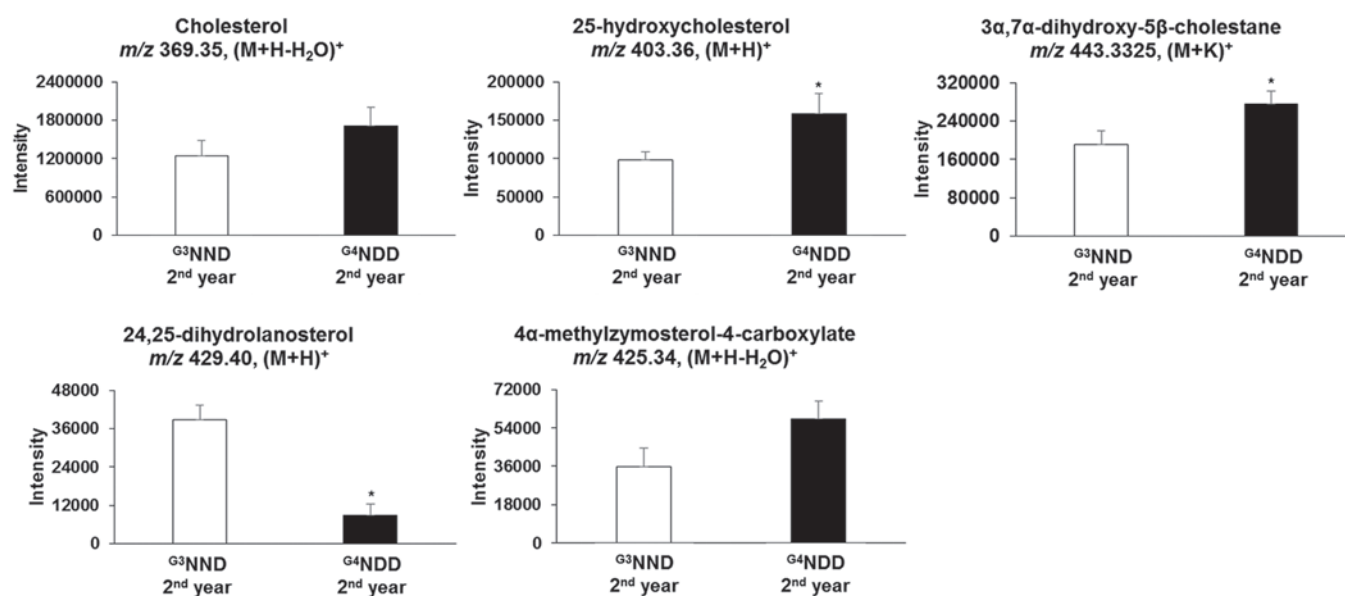 Cholesterol
m/z 369.35, (M+H-H₂O)⁺
Intensity
2400000
1800000
1200000
600000
0
ᴳ³NND
2ⁿᵈ year
ᴳ⁴NDD
2ⁿᵈ year
25-hydroxycholesterol
m/z 403.36, (M+H)⁺
Intensity
200000
150000
100000
50000
0
*
ᴳ³NND
2ⁿᵈ year
ᴳ⁴NDD
2ⁿᵈ year
3α,7α-dihydroxy-5β-cholestane
m/z 443.3325, (M+K)⁺
Intensity
320000
240000
160000
80000
0
*
ᴳ³NND
2ⁿᵈ year
ᴳ⁴NDD
2ⁿᵈ year
24,25-dihydrolanosterol
m/z 429.40, (M+H)⁺
Intensity
48000
36000
24000
12000
0
*
ᴳ³NND
2ⁿᵈ year
ᴳ⁴NDD
2ⁿᵈ year
4α-methylzymosterol-4-carboxylate
m/z 425.34, (M+H-H₂O)⁺
Intensity
72000
54000
36000
18000
0
ᴳ³NND
2ⁿᵈ year
ᴳ⁴NDD
2ⁿᵈ year